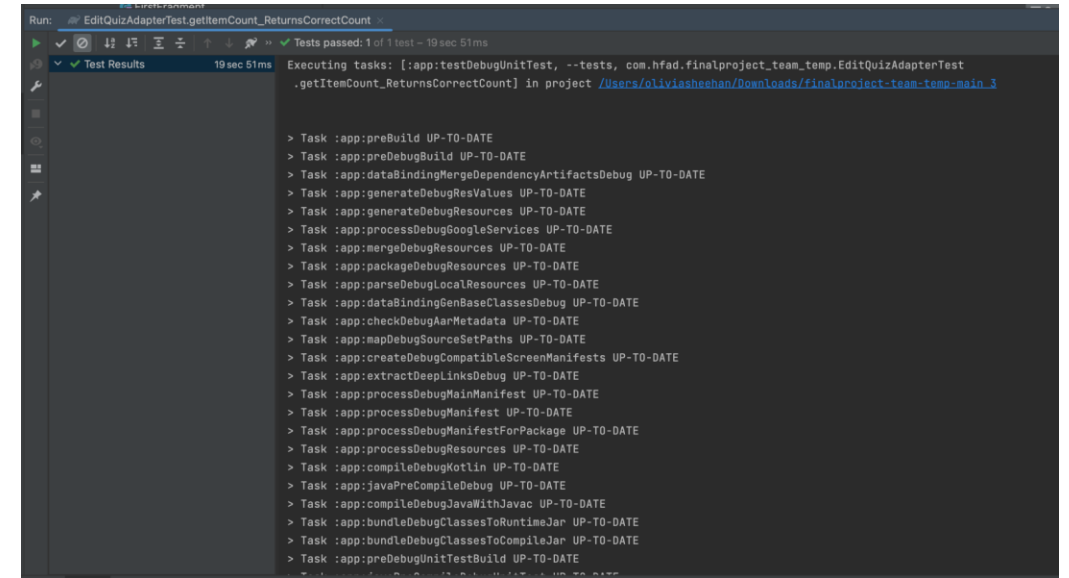 FirstFragment
Run: EditQuizAdapterTest.getItemCount_ReturnsCorrectCount ×
» Tests passed: 1 of 1 test – 19 sec 51 ms
Test Results 19 sec 51 ms
Executing tasks: [:app:testDebugUnitTest, --tests, com.hfad.finalproject_team_temp.EditQuizAdapterTest
.getItemCount_ReturnsCorrectCount] in project /Users/oliviasheehan/Downloads/finalproject-team-temp-main 3
> Task :app:preBuild UP-TO-DATE
> Task :app:preDebugBuild UP-TO-DATE
> Task :app:dataBindingMergeDependencyArtifactsDebug UP-TO-DATE
> Task :app:generateDebugResValues UP-TO-DATE
> Task :app:generateDebugResources UP-TO-DATE
> Task :app:processDebugGoogleServices UP-TO-DATE
> Task :app:mergeDebugResources UP-TO-DATE
> Task :app:packageDebugResources UP-TO-DATE
> Task :app:parseDebugLocalResources UP-TO-DATE
> Task :app:dataBindingGenBaseClassesDebug UP-TO-DATE
> Task :app:checkDebugAarMetadata UP-TO-DATE
> Task :app:mapDebugSourceSetPaths UP-TO-DATE
> Task :app:createDebugCompatibleScreenManifests UP-TO-DATE
> Task :app:extractDeepLinksDebug UP-TO-DATE
> Task :app:processDebugMainManifest UP-TO-DATE
> Task :app:processDebugManifest UP-TO-DATE
> Task :app:processDebugManifestForPackage UP-TO-DATE
> Task :app:processDebugResources UP-TO-DATE
> Task :app:compileDebugKotlin UP-TO-DATE
> Task :app:javaPreCompileDebug UP-TO-DATE
> Task :app:compileDebugJavaWithJavac UP-TO-DATE
> Task :app:bundleDebugClassesToRuntimeJar UP-TO-DATE
> Task :app:bundleDebugClassesToCompileJar UP-TO-DATE
> Task :app:preDebugUnitTestBuild UP-TO-DATE